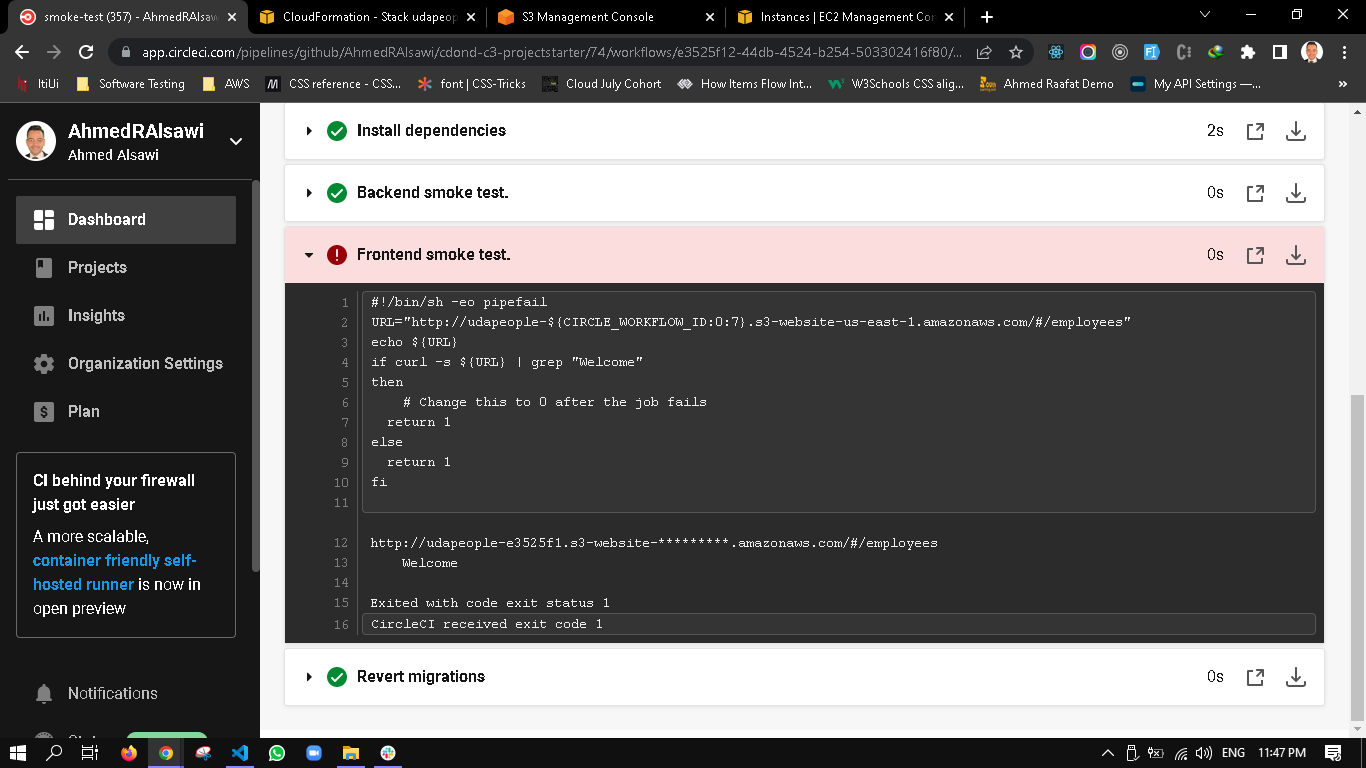 smoke-test (357) - AhmedRAlsaw
CloudFormation - Stack udapeop
S3 Management Console
Instances | EC2 Management Con
app.circleci.com/pipelines/github/AhmedRAlsawi/cdond-c3-projectstarter/74/workflows/e3525f12-44db-4524-b254-503302416f80/...
ItiUi
Software Testing
AWS
CSS reference - CSS...
font | CSS-Tricks
Cloud July Cohort
How Items Flow Int...
W3Schools CSS alig...
Ahmed Raafat Demo
My API Settings —...
»
AhmedRAlsawi
Ahmed Alsawi
Dashboard
Projects
Insights
Organization Settings
Plan
CI behind your firewall
just got easier
A more scalable,
container friendly self-
hosted runner is now in
open preview
Notifications
Install dependencies
2s
Backend smoke test.
0s
Frontend smoke test.
0s
1 #!/bin/sh -eo pipefail
2 URL="http://udapeople-${CIRCLE_WORKFLOW_ID:0:7}.s3-website-us-east-1.amazonaws.com/#/employees"
3 echo ${URL}
4 if curl -s ${URL} | grep "Welcome"
5 then
6 # Change this to 0 after the job fails
7 return 1
8 else
9 return 1
10 fi
11
12 http://udapeople-e3525f1.s3-website-*********.amazonaws.com/#/employees
13 Welcome
14
15 Exited with code exit status 1
16 CircleCI received exit code 1
Revert migrations
0s
ENG
11:47 PM